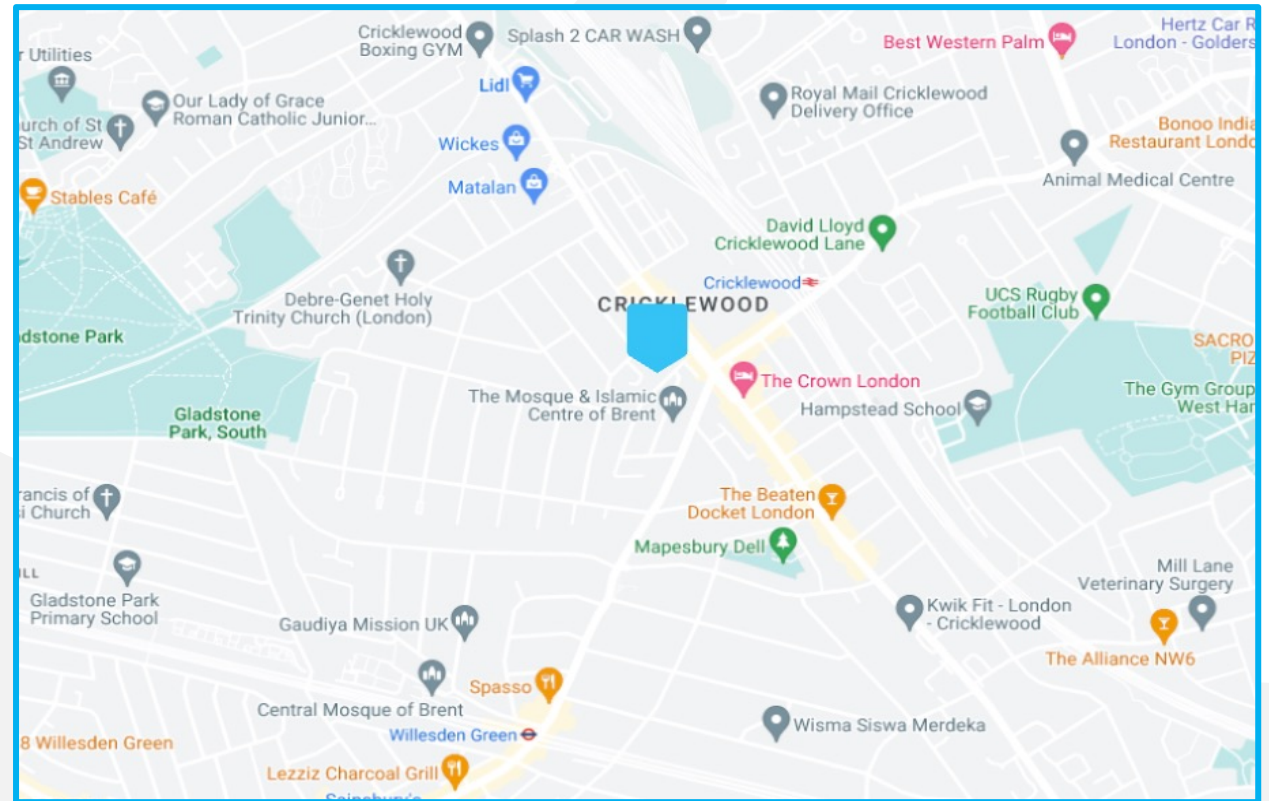 Cricklewood
Boxing GYM
Splash 2 CAR WASH
Best Western Palm
Hertz Car R
London - Golders
r Utilities
Lidl
Our Lady of Grace
Roman Catholic Junior...
Royal Mail Cricklewood
Delivery Office
urch of St
St Andrew
Wickes
Bonoo India
Restaurant Londo
Matalan
Animal Medical Centre
Stables Café
David Lloyd
Cricklewood Lane
Cricklewood
Debre-Genet Holy
Trinity Church (London)
CRICKLEWOOD
UCS Rugby
Football Club
dstone Park
SACRO
PIZ
The Crown London
The Mosque & Islamic
Centre of Brent
Hampstead School
The Gym Group
West Har
Gladstone
Park, South
rancis of
si Church
The Beaten
Docket London
Mapesbury Dell
ILL
Gladstone Park
Primary School
Mill Lane
Veterinary Surgery
Gaudiya Mission UK
Kwik Fit - London
- Cricklewood
The Alliance NW6
Spasso
Central Mosque of Brent
Wisma Siswa Merdeka
Willesden Green
8 Willesden Green
Lezziz Charcoal Grill
Sainsbury's